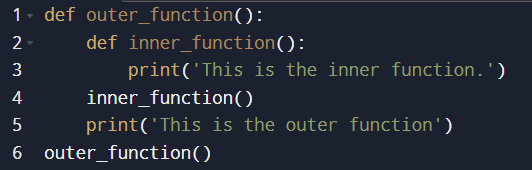 1 def outer_function():
2     def inner_function():
3         print('This is the inner function.')
4     inner_function()
5     print('This is the outer function')
6 outer_function()